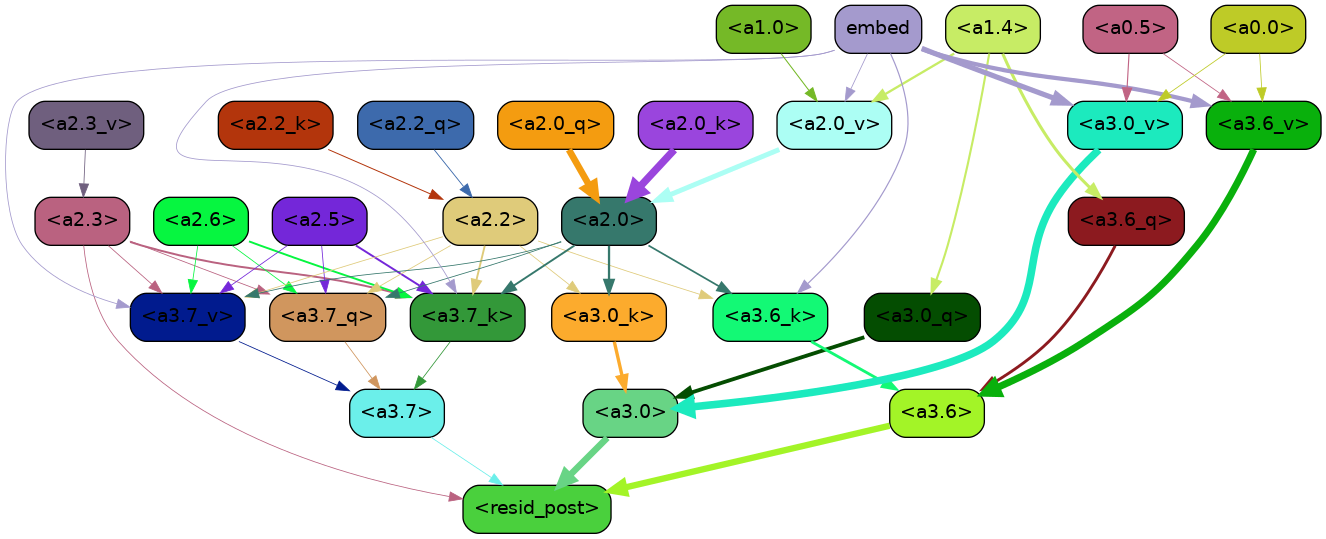 <a1.0>
embed
<a1.4>
<a0.5>
<a0.0>
<a2.3_v>
<a2.2_k>
<a2.2_q>
<a2.0_q>
<a2.0_k>
<a2.0_v>
<a3.0_v>
<a3.6_v>
<a2.3>
<a2.6>
<a2.5>
<a2.2>
<a2.0>
<a3.6_q>
<a3.7_v>
<a3.7_q>
<a3.7_k>
<a3.0_k>
<a3.6_k>
<a3.0_q>
<a3.7>
<a3.0>
<a3.6>
<resid_post>